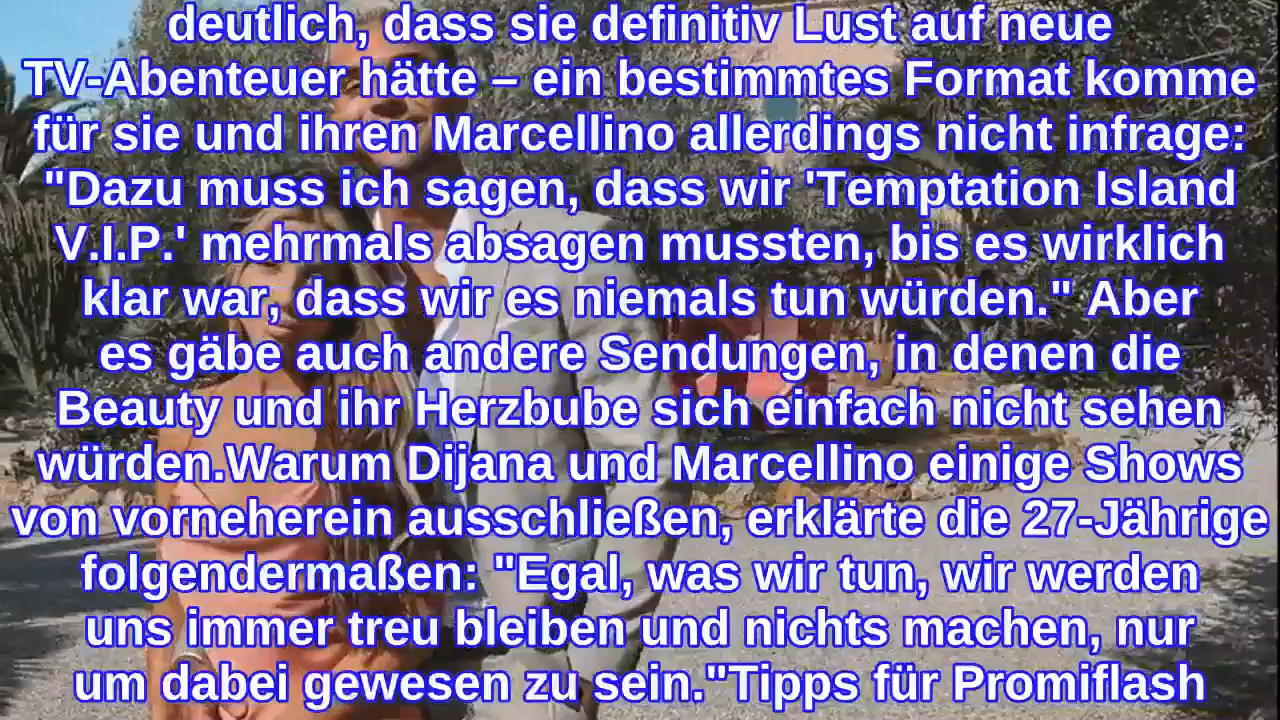 deutlich, dass sie definitiv Lust auf neue
TV-Abenteuer hätte – ein bestimmtes Format komme
für sie und ihren Marcellino allerdings nicht infrage:
"Dazu muss ich sagen, dass wir 'Temptation Island
V.I.P.' mehrmals absagen mussten, bis es wirklich
klar war, dass wir es niemals tun würden." Aber
es gäbe auch andere Sendungen, in denen die
Beauty und ihr Herzbube sich einfach nicht sehen
würden.Warum Dijana und Marcellino einige Shows
von vorneherein ausschließen, erklärte die 27-Jährige
folgendermaßen: "Egal, was wir tun, wir werden
uns immer treu bleiben und nichts machen, nur
um dabei gewesen zu sein."Tipps für Promiflash